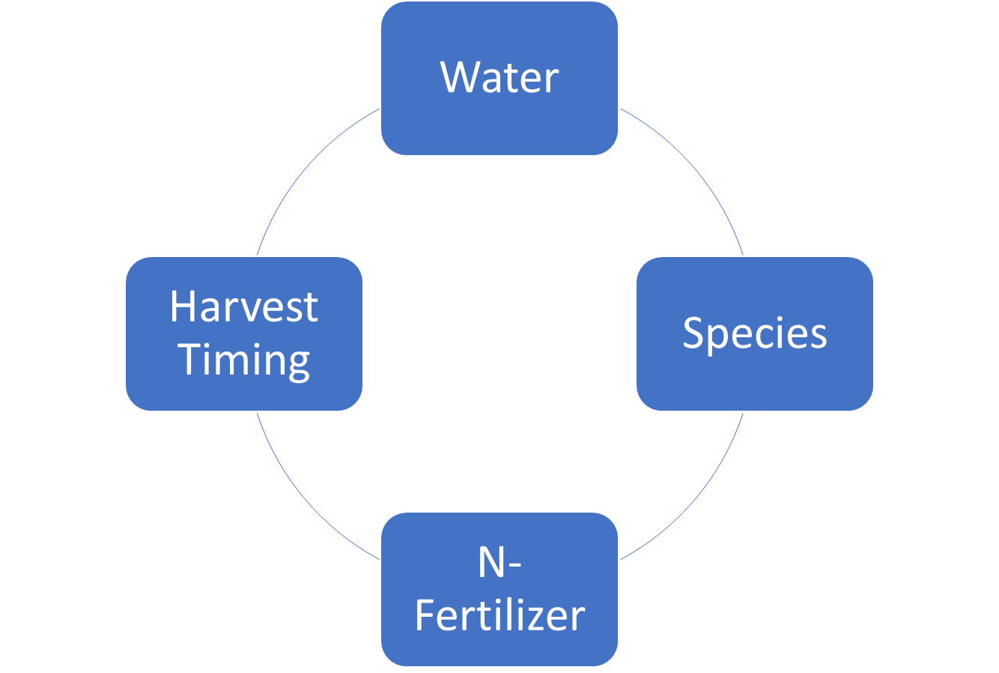 Water
Harvest
Timing
Species
N-
Fertilizer